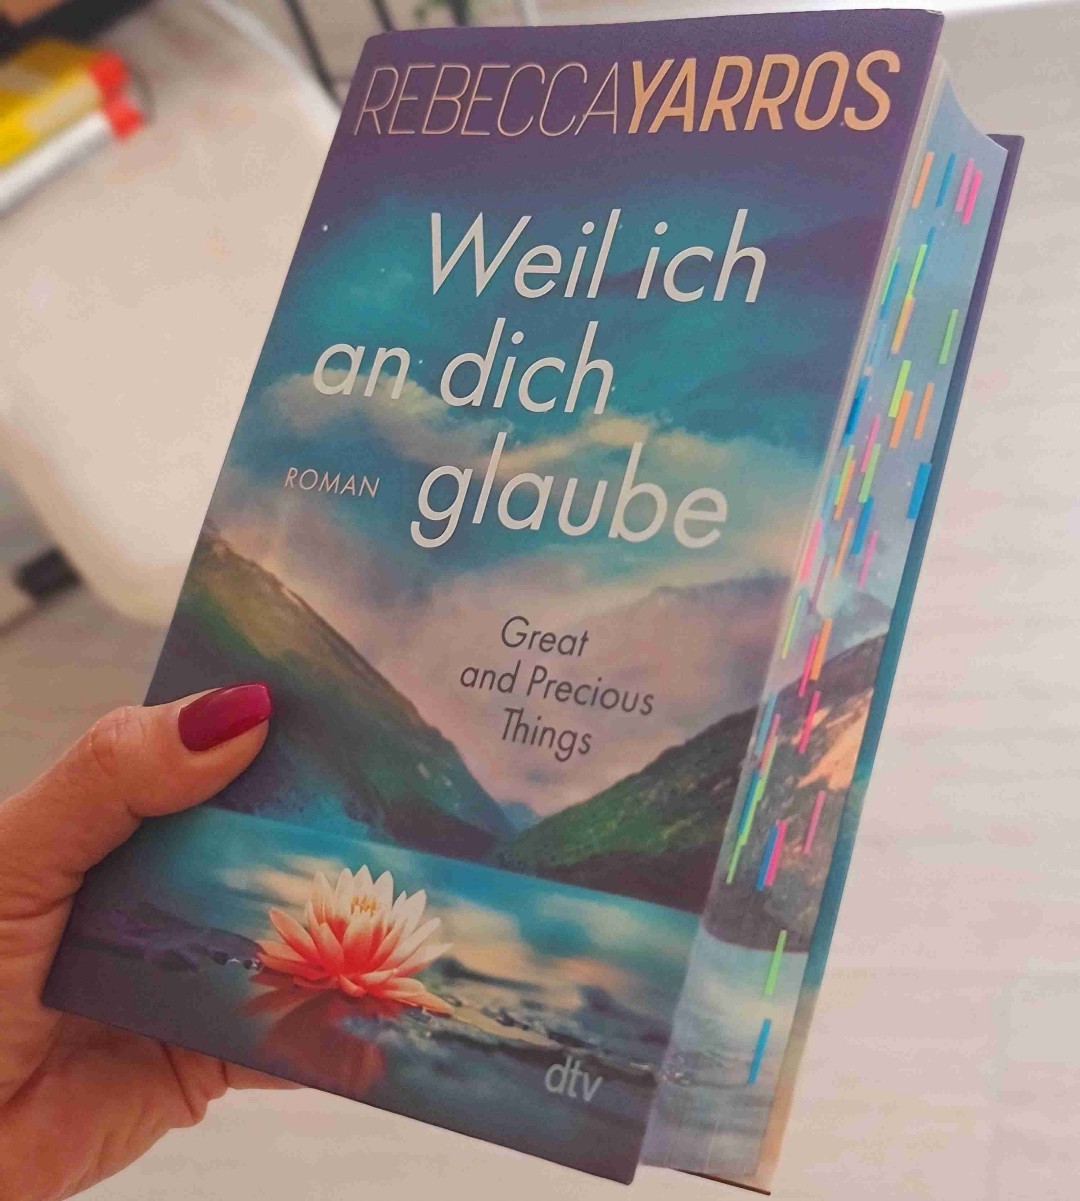 REBECCA YARROS
Weil ich
an dich
glaube
ROMAN
Great
and Precious
Things
dtv